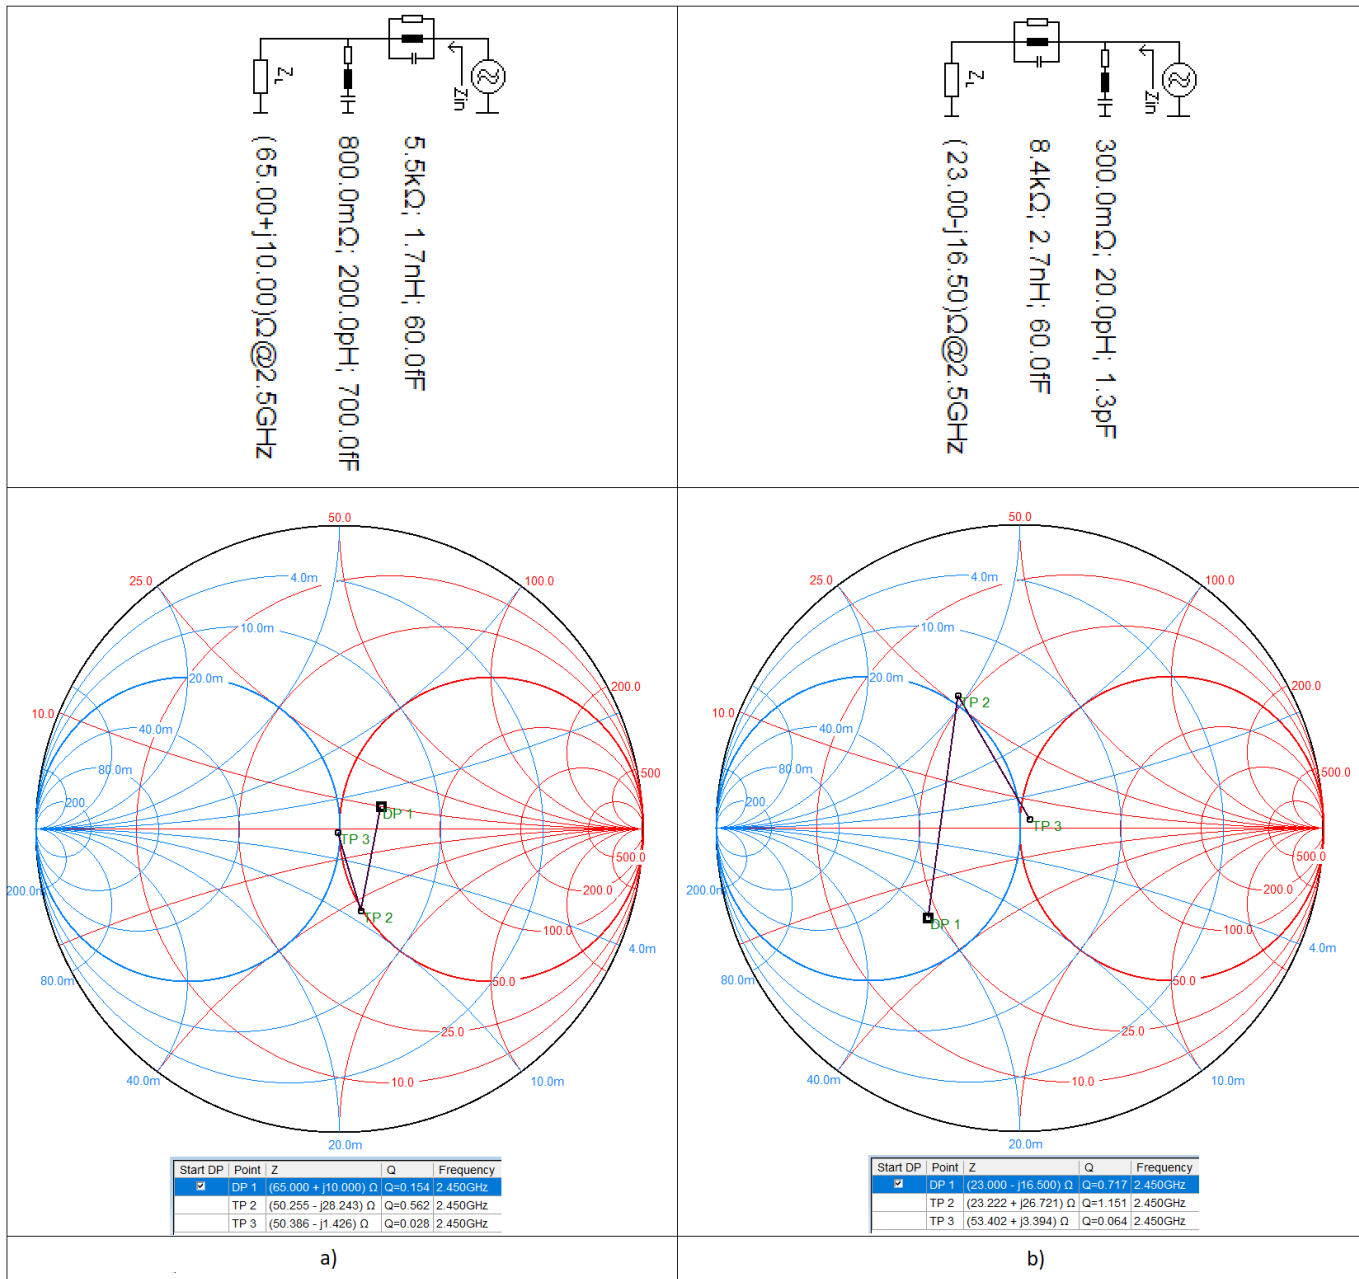 Z_L
Zin
5.5kΩ; 1.7nH; 60.0fF
800.0mΩ; 200.0pH; 700.0fF
(65.00+j10.00)Ω@2.5GHz
Z_L
Zin
300.0mΩ; 20.0pH; 1.3pF
8.4kΩ; 2.7nH; 60.0fF
(23.00-j16.50)Ω@2.5GHz
50.0
25.0
4.0m
100.0
10.0m
20.0m
200.0
10.0
40.0m
80.0m
500
200.
DP 1
TP 3
500.0
200.0m
200.0
TP 2
100.0
4.0m
80.0m
50.0
25.0
40.0m
10.0
10.0m
20.0m
Start DP Point Z Q Frequency
DP 1 (65.000 + j10.000) Ω Q=0.154 2.450GHz
TP 2 (50.255 - j28.243) Ω Q=0.562 2.450GHz
TP 3 (50.386 - j1.426) Ω Q=0.028 2.450GHz
a)
50.0
25.0
4.0m
100.0
10.0m
20.0m
200.0
TP 2
10.0
40.0m
80.0m
500.0
200.
TP 3
500.0
200.0m
200.0
DP 1
100.0
4.0m
80.0m
50.0
25.0
40.0m
10.0
10.0m
20.0m
Start DP Point Z Q Frequency
DP 1 (23.000 - j16.500) Ω Q=0.717 2.450GHz
TP 2 (23.222 + j26.721) Ω Q=1.151 2.450GHz
TP 3 (53.402 + j3.394) Ω Q=0.064 2.450GHz
b)